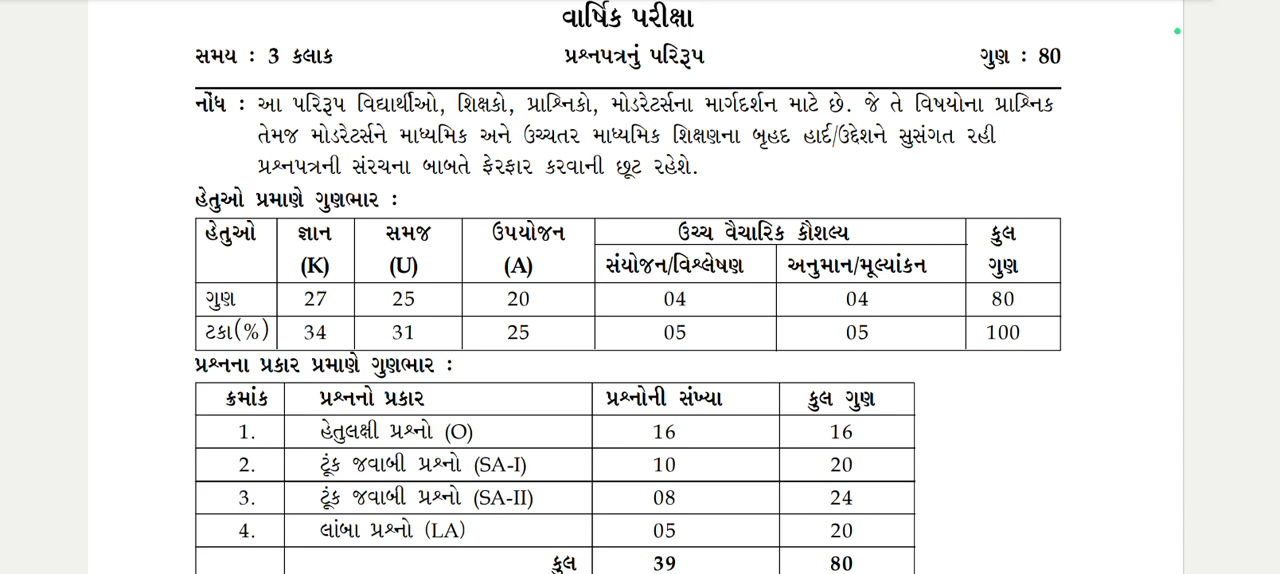 વાર્ષિક પરીક્ષા
સમય : 3 કલાક પ્રશ્નપત્રનું પરિરૂપ ગુણ : 80
નોંધ : આ પરિરૂપ વિદ્યાર્થીઓ, શિક્ષકો, પ્રાશ્નિકો, મોડરેટર્સના માર્ગદર્શન માટે છે. જે તે વિષયોના પ્રાશ્નિક
તેમજ મોડરેટર્સને માધ્યમિક અને ઉચ્ચતર માધ્યમિક શિક્ષણના બૃહદ હાર્દ/ઉદ્દેશને સુસંગત રહી
પ્રશ્નપત્રની સંરચના બાબતે ફેરફાર કરવાની છૂટ રહેશે.
હેતુઓ પ્રમાણે ગુણભાર :
હેતુઓ જ્ઞાન સમજ ઉપયોજન ઉચ્ચ વૈચારિક કૌશલ્ય કુલ
(K) (U) (A) સંયોજન/વિશ્લેષણ અનુમાન/મૂલ્યાંકન ગુણ
ગુણ 27 25 20 04 04 80
ટકા(%) 34 31 25 05 05 100
પ્રશ્નના પ્રકાર પ્રમાણે ગુણભાર :
ક્રમાંક પ્રશ્નનો પ્રકાર પ્રશ્નોની સંખ્યા કુલ ગુણ
1. હેતુલક્ષી પ્રશ્નો (O) 16 16
2. ટૂંક જવાબી પ્રશ્નો (SA-I) 10 20
3. ટૂંક જવાબી પ્રશ્નો (SA-II) 08 24
4. લાંબા પ્રશ્નો (LA) 05 20
કુલ 39 80